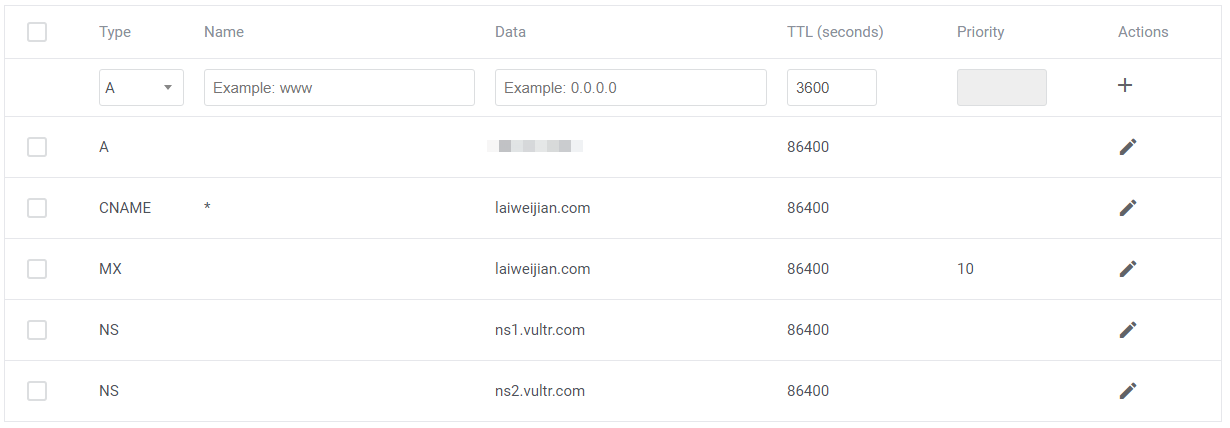 Type Name Data TTL (seconds) Priority Actions
A Example: www Example: 0.0.0.0 3600 +
A 86400
CNAME * laiweijian.com 86400
MX laiweijian.com 86400 10
NS ns1.vultr.com 86400
NS ns2.vultr.com 86400